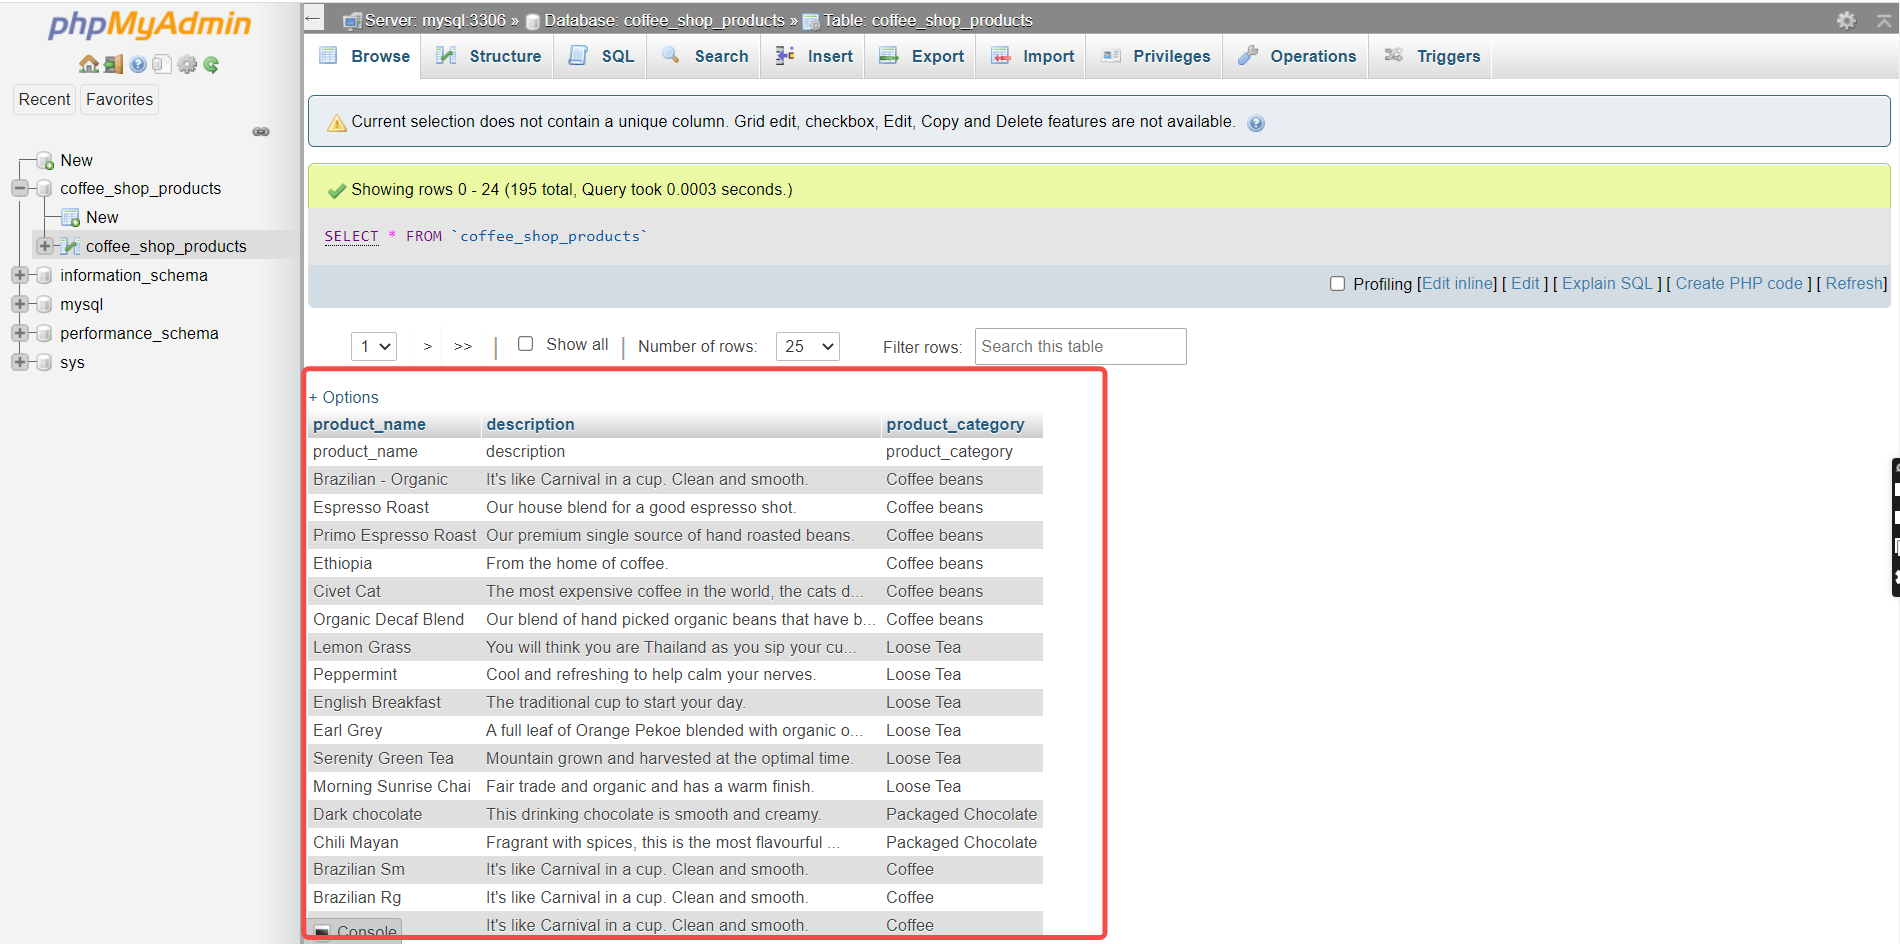 phpMyAdmin
Recent Favorites
New
coffee_shop_products
New
coffee_shop_products
information_schema
mysql
performance_schema
sys
Server: mysql:3306 » Database: coffee_shop_products » Table: coffee_shop_products
Browse Structure SQL Search Insert Export Import Privileges Operations Triggers
Current selection does not contain a unique column. Grid edit, checkbox, Edit, Copy and Delete features are not available.
Showing rows 0 - 24 (195 total, Query took 0.0003 seconds.)
SELECT * FROM `coffee_shop_products`
Profiling [Edit inline] [ Edit ] [ Explain SQL ] [ Create PHP code ] [ Refresh]
1 > >> | Show all | Number of rows: 25 Filter rows: Search this table
+ Options
product_name description product_category
product_name description product_category
Brazilian - Organic It's like Carnival in a cup. Clean and smooth. Coffee beans
Espresso Roast Our house blend for a good espresso shot. Coffee beans
Primo Espresso Roast Our premium single source of hand roasted beans. Coffee beans
Ethiopia From the home of coffee. Coffee beans
Civet Cat The most expensive coffee in the world, the cats d... Coffee beans
Organic Decaf Blend Our blend of hand picked organic beans that have b... Coffee beans
Lemon Grass You will think you are Thailand as you sip your cu... Loose Tea
Peppermint Cool and refreshing to help calm your nerves. Loose Tea
English Breakfast The traditional cup to start your day. Loose Tea
Earl Grey A full leaf of Orange Pekoe blended with organic o... Loose Tea
Serenity Green Tea Mountain grown and harvested at the optimal time. Loose Tea
Morning Sunrise Chai Fair trade and organic and has a warm finish. Loose Tea
Dark chocolate This drinking chocolate is smooth and creamy. Packaged Chocolate
Chili Mayan Fragrant with spices, this is the most flavourful ... Packaged Chocolate
Brazilian Sm It's like Carnival in a cup. Clean and smooth. Coffee
Brazilian Rg It's like Carnival in a cup. Clean and smooth. Coffee
Console It's like Carnival in a cup. Clean and smooth. Coffee